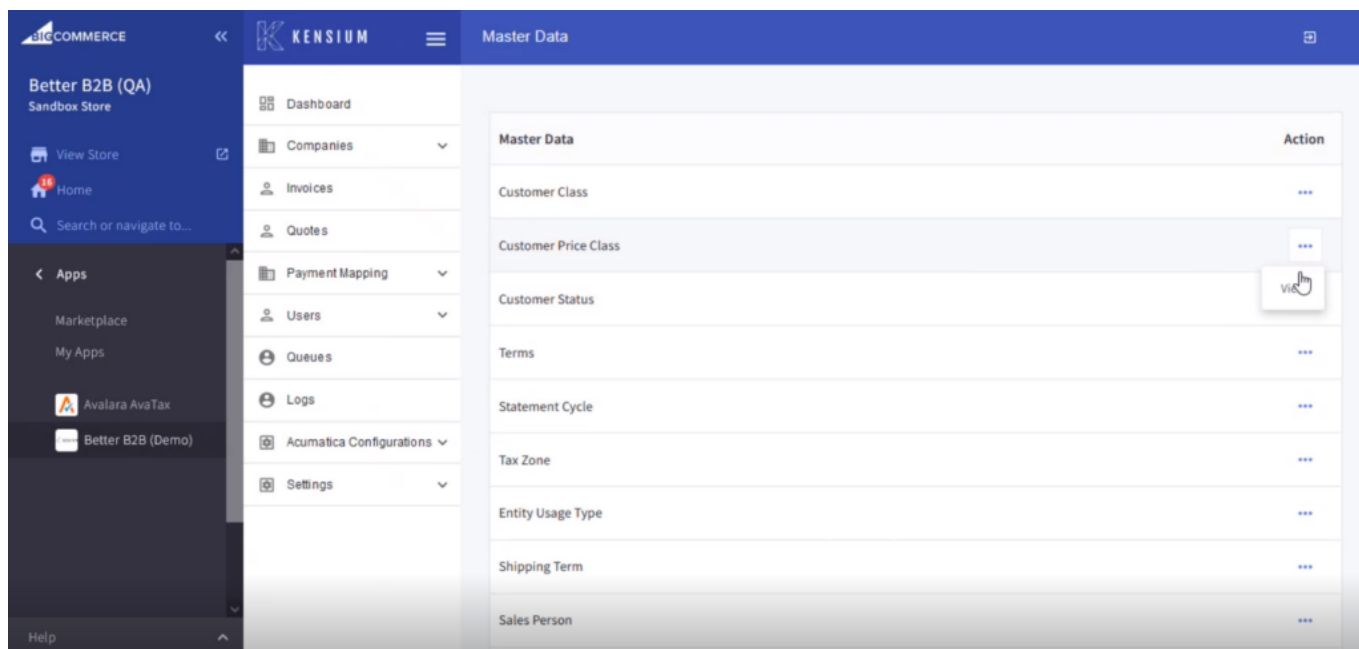 BIGCOMMERCE
Better B2B (QA)
Sandbox Store
View Store
16
Home
Search or navigate to...
Apps
Marketplace
My Apps
Avalara AvaTax
Better B2B (Demo)
Help
KENSIUM
Dashboard
Companies
Invoices
Quotes
Payment Mapping
Users
Queues
Logs
Acumatica Configurations
Settings
Master Data
Master Data Action
Customer Class
Customer Price Class
Customer Status
Terms
Statement Cycle
Tax Zone
Entity Usage Type
Shipping Term
Sales Person